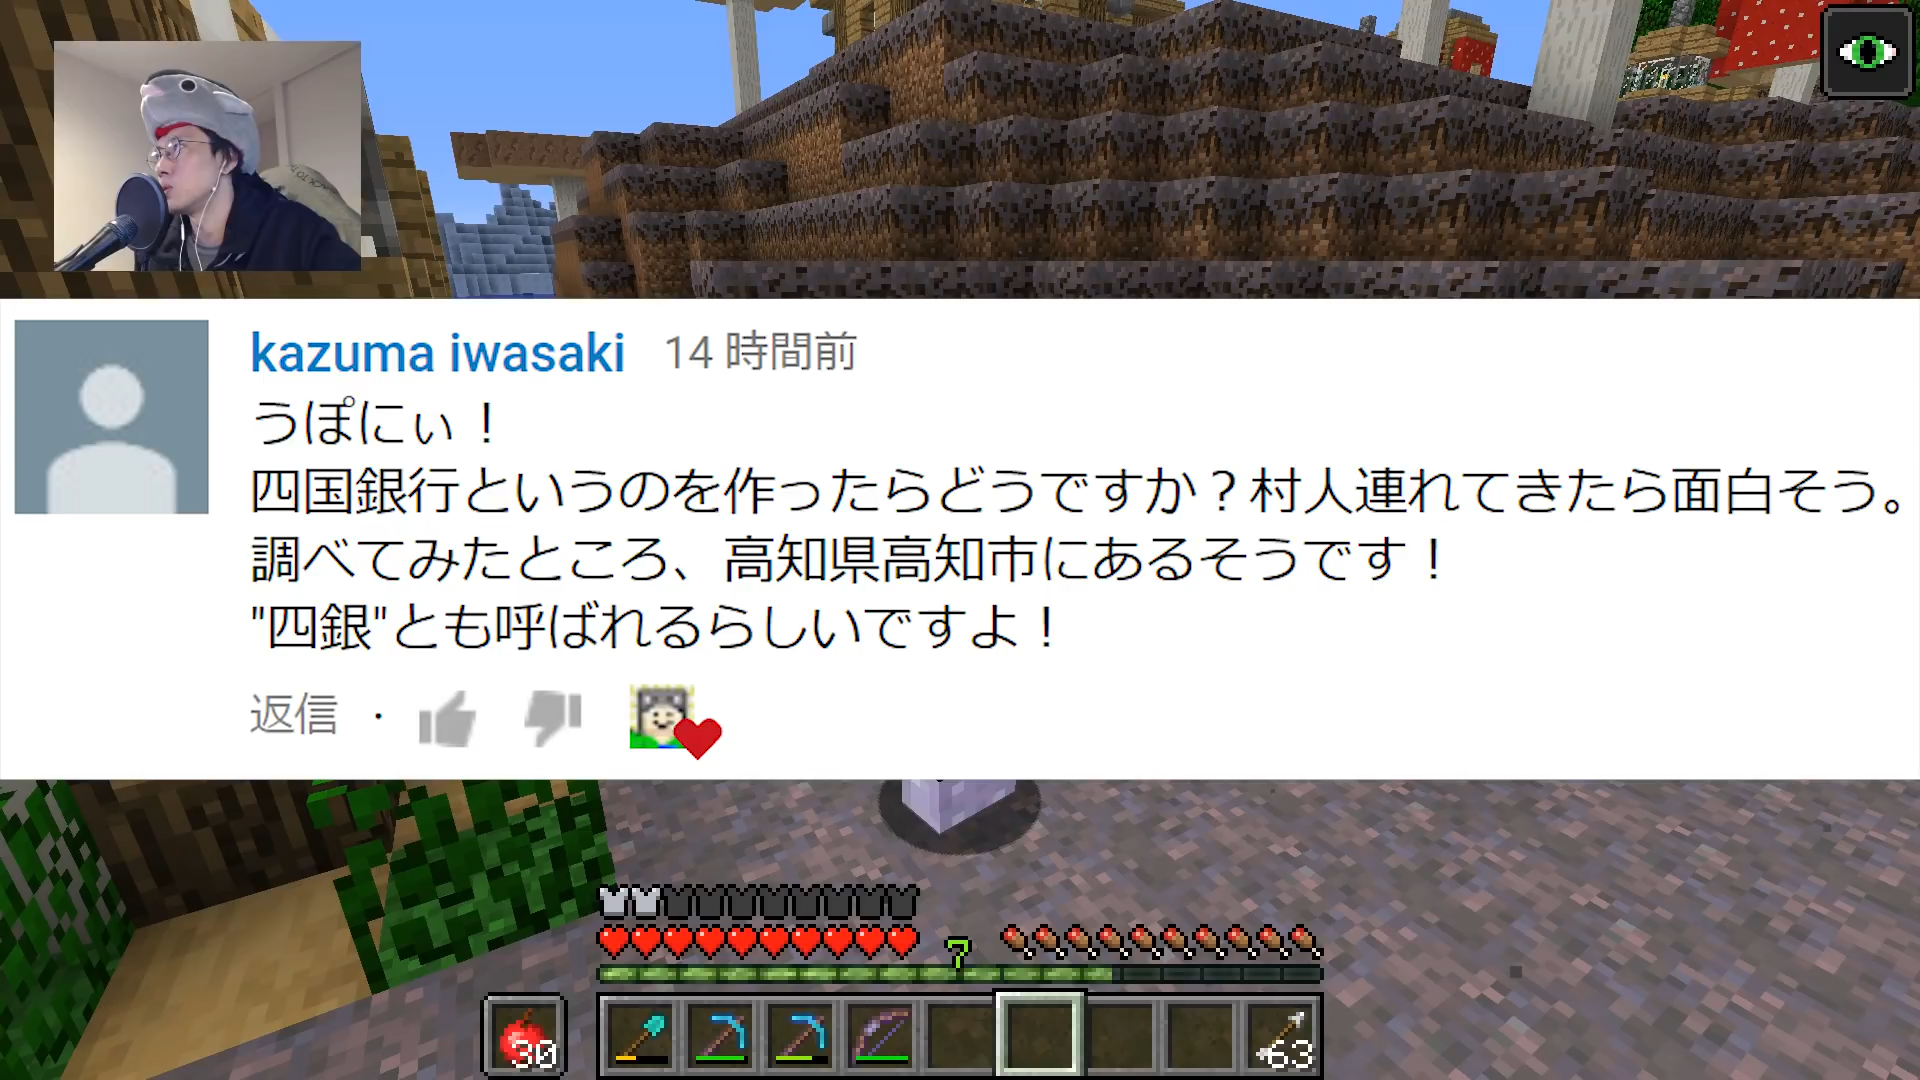 kazuma iwasaki 14 時間前
うぽにぃ！
四国銀行というのを作ったらどうですか？村人連れてきたら面白そう。
調べてみたところ、高知県高知市にあるそうです！
"四銀"とも呼ばれるらしいですよ！
返信 ·
7
30
63